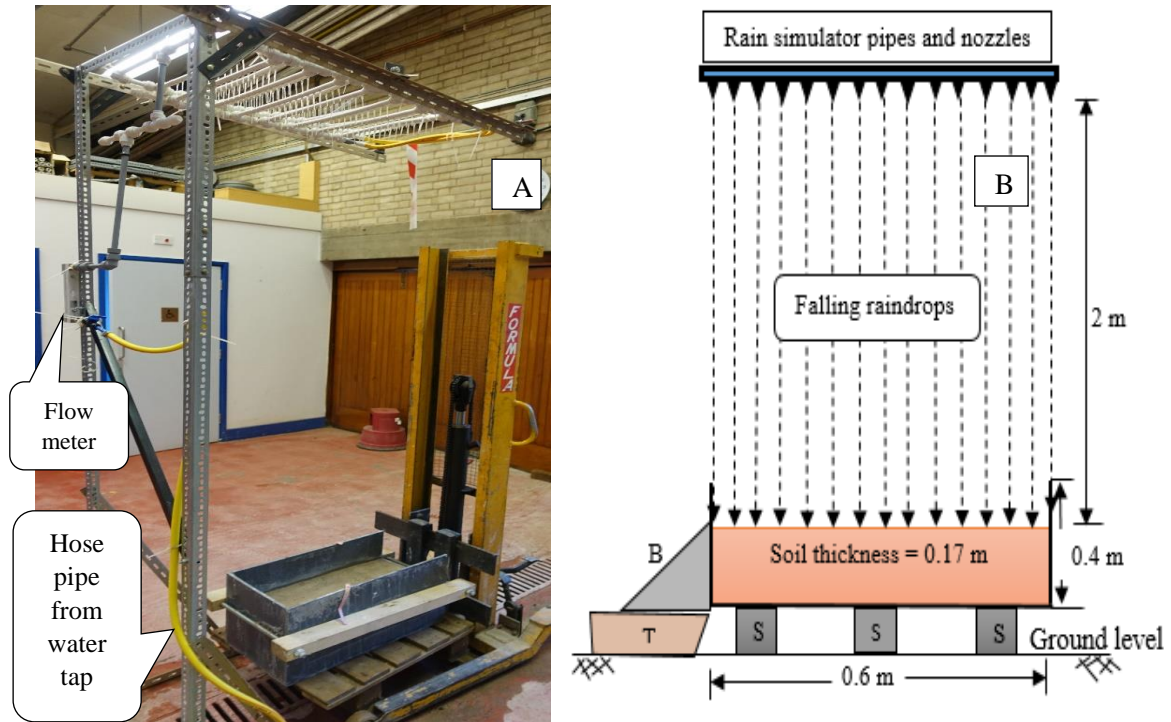 A
FORMULA
Flow
meter
Hose
pipe
from
water
tap
Rain simulator pipes and nozzles
B
Falling raindrops
2 m
B
Soil thickness = 0.17 m
0.4 m
T
S
S
S
Ground level
0.6 m